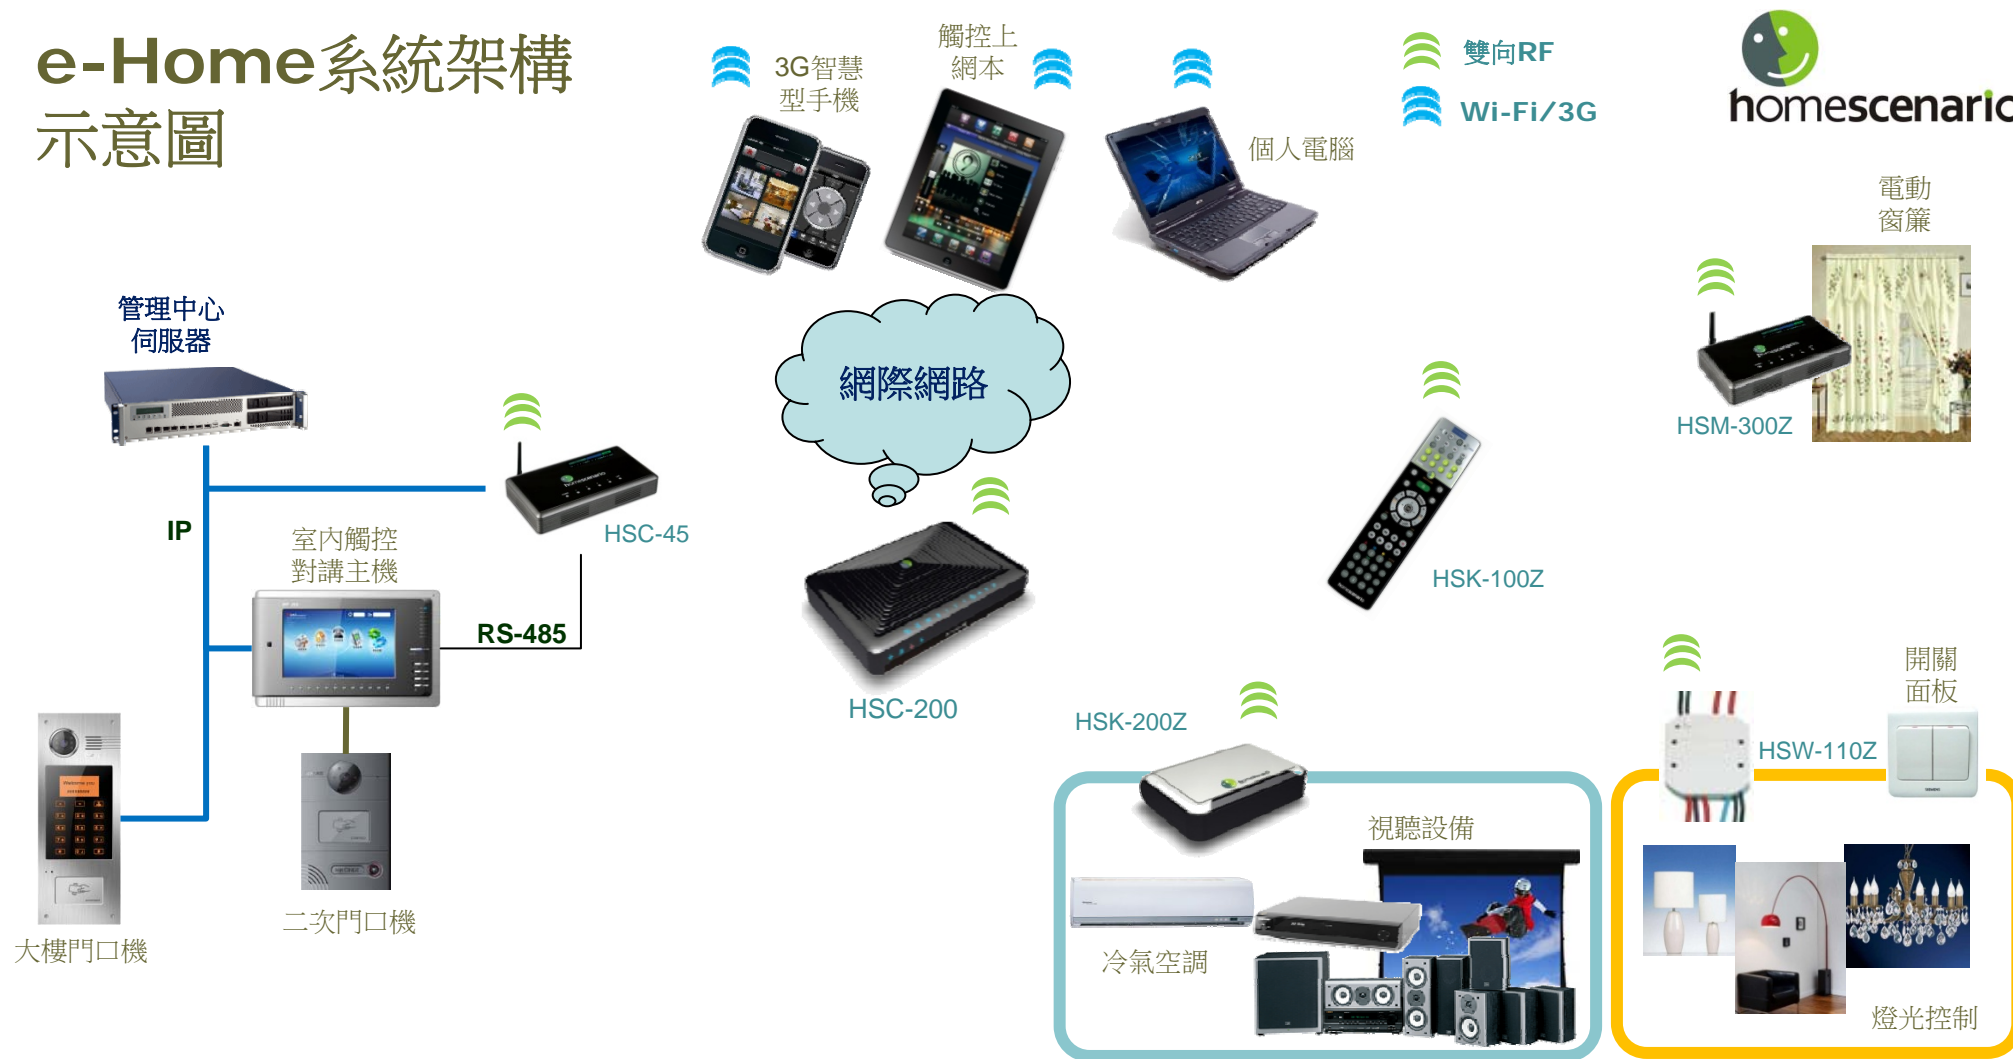 e-Home系統架構
示意圖
3G智慧
型手機
觸控上
網本
個人電腦
雙向RF
Wi-Fi/3G
homescenario
電動
窗簾
管理中心
伺服器
網際網路
HSM-300Z
IP
HSC-45
室內觸控
對講主機
RS-485
HSK-100Z
HSC-200
HSK-200Z
開關
面板
HSW-110Z
視聽設備
冷氣空調
二次門口機
大樓門口機
燈光控制
homescenario
Welcome you